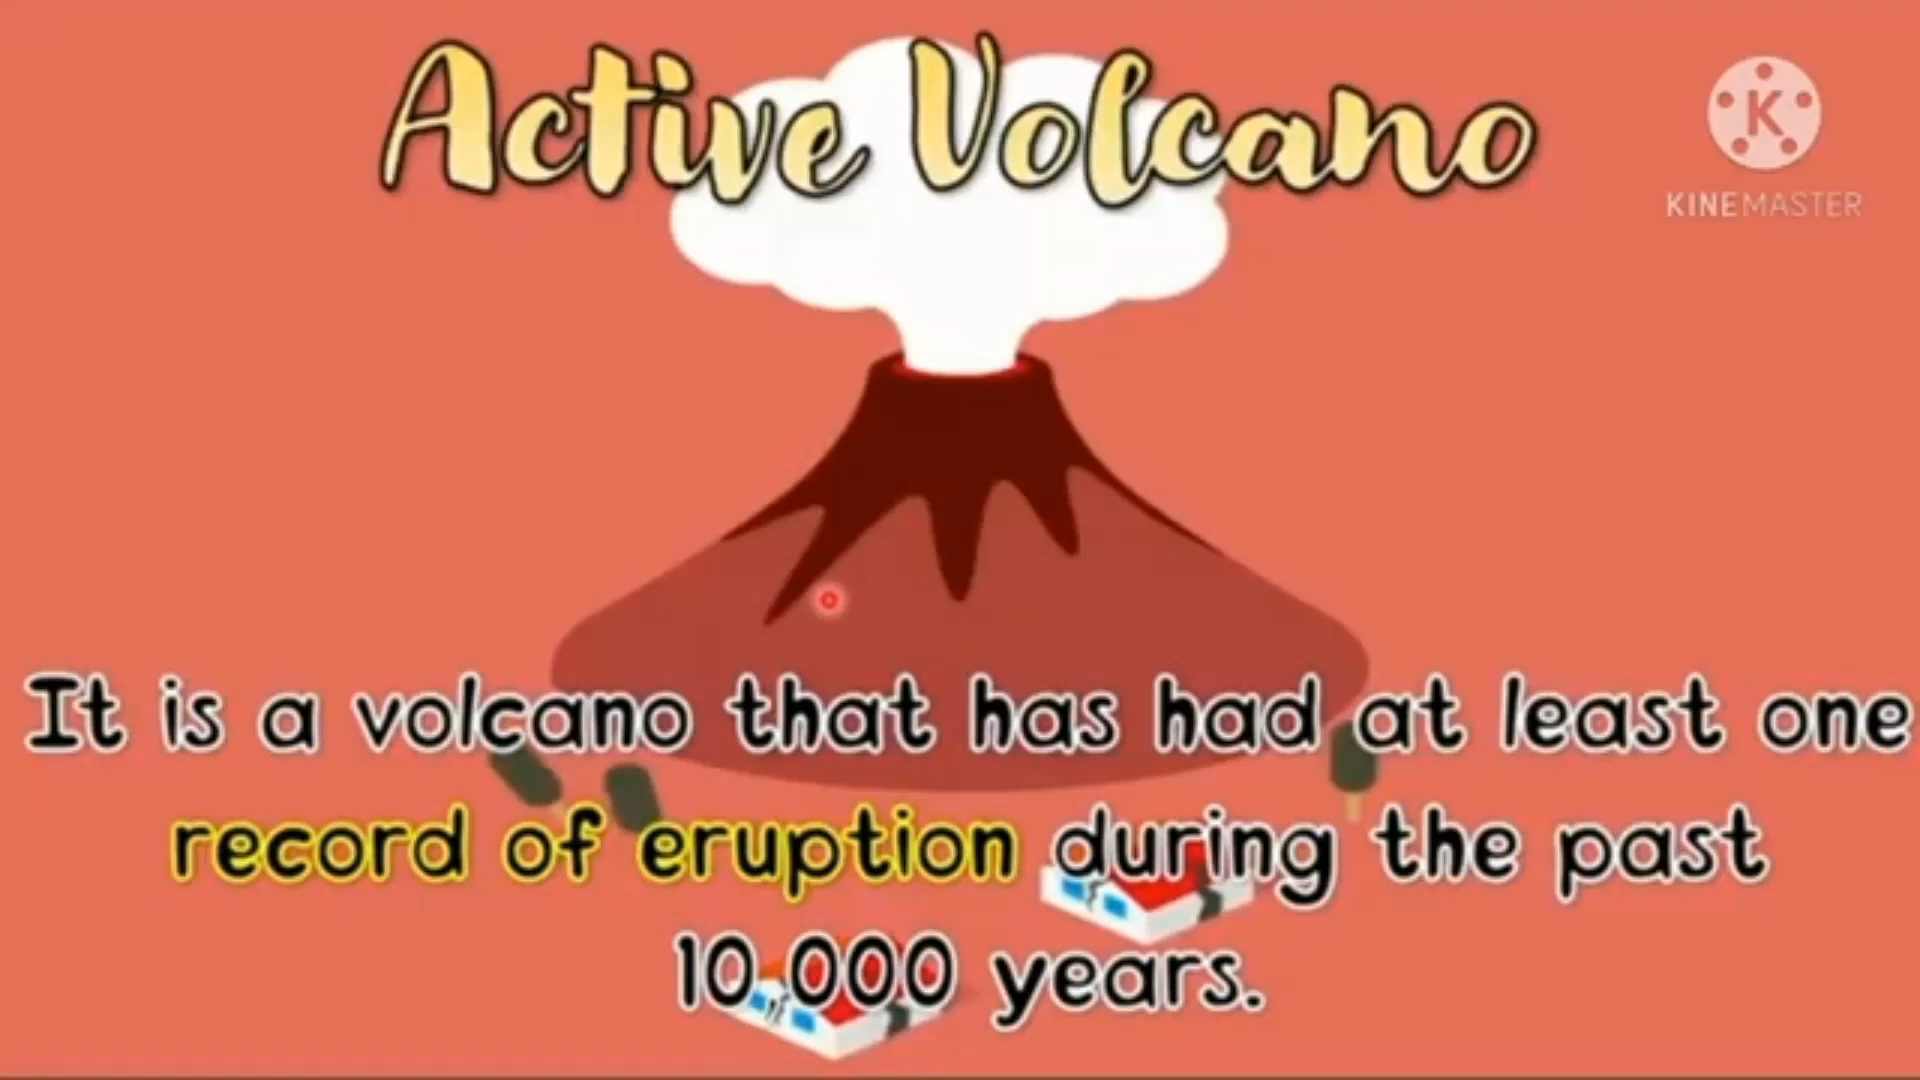 Active Volcano
K
KINEMASTER
It is a volcano that has had at least one
record of eruption during the past
10,000 years.